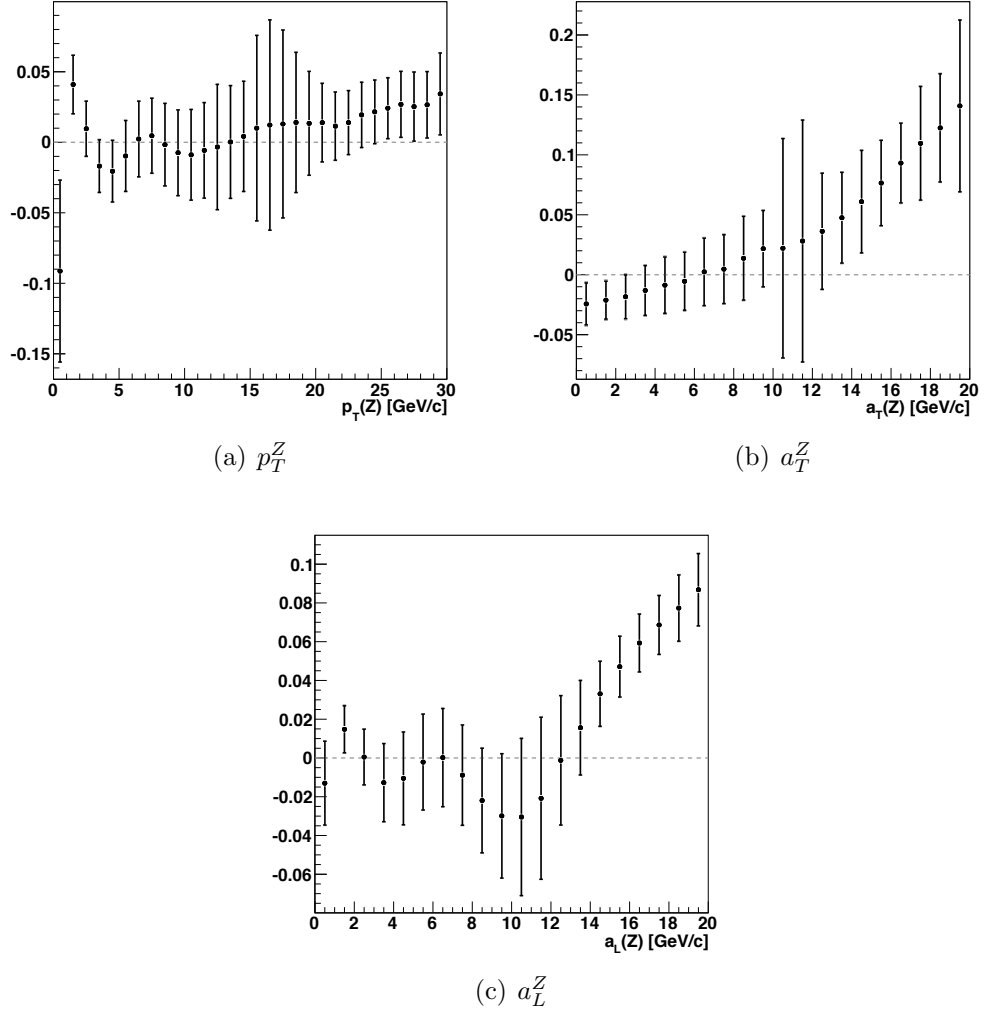 0.05
0
-0.05
-0.1
-0.15
0 5 10 15 20 25 30
p_T(Z) [GeV/c]
(a) p_T^Z
0.2
0.15
0.1
0.05
0
-0.05
0 2 4 6 8 10 12 14 16 18 20
a_T(Z) [GeV/c]
(b) a_T^Z
0.1
0.08
0.06
0.04
0.02
0
-0.02
-0.04
-0.06
0 2 4 6 8 10 12 14 16 18 20
a_L(Z) [GeV/c]
(c) a_L^Z